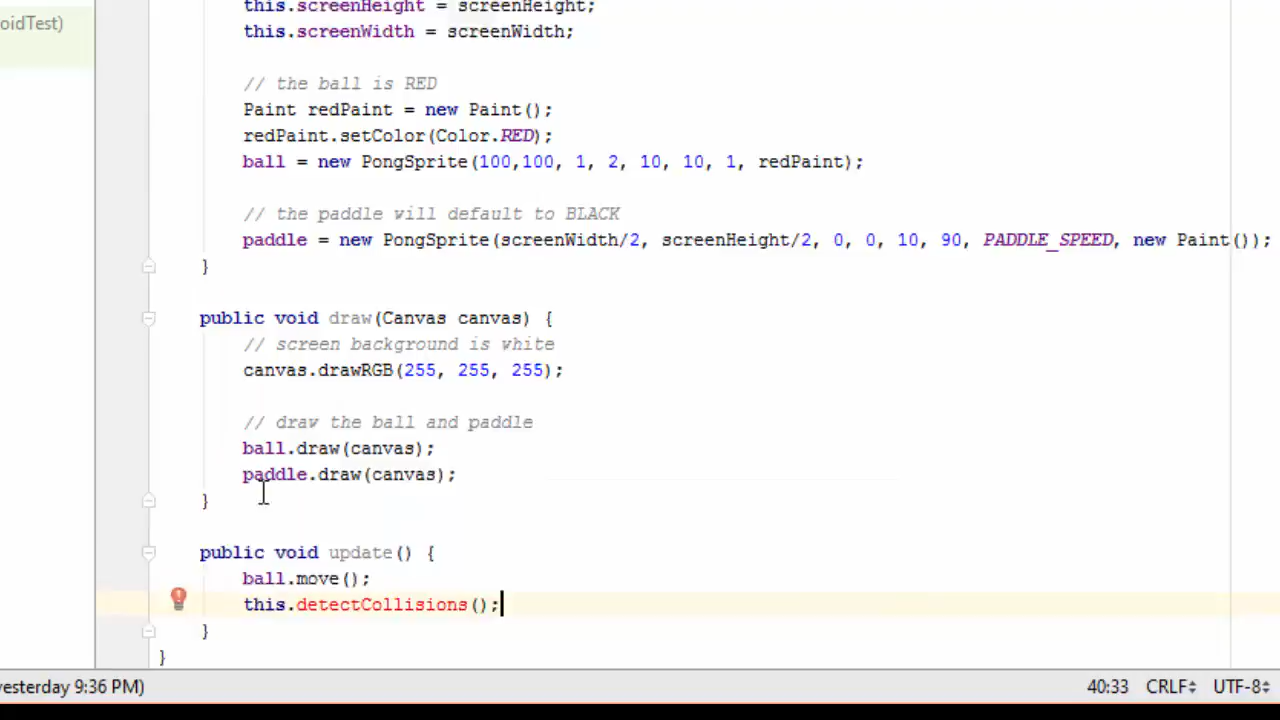 this.screenHeight = screenHeight;
oidTest)
this.screenWidth = screenWidth;
// the ball is RED
Paint redPaint = new Paint();
redPaint.setColor(Color.RED);
ball = new PongSprite(100,100, 1, 2, 10, 10, 1, redPaint);
// the paddle will default to BLACK
paddle = new PongSprite(screenWidth/2, screenHeight/2, 0, 0, 10, 90, PADDLE_SPEED, new Paint());
}
public void draw(Canvas canvas) {
// screen background is white
canvas.drawRGB(255, 255, 255);
// draw the ball and paddle
ball.draw(canvas);
paddle.draw(canvas);
}
public void update() {
ball.move();
this.detectCollisions();
}
}
yesterday 9:36 PM) 40:33 CRLF UTF-8